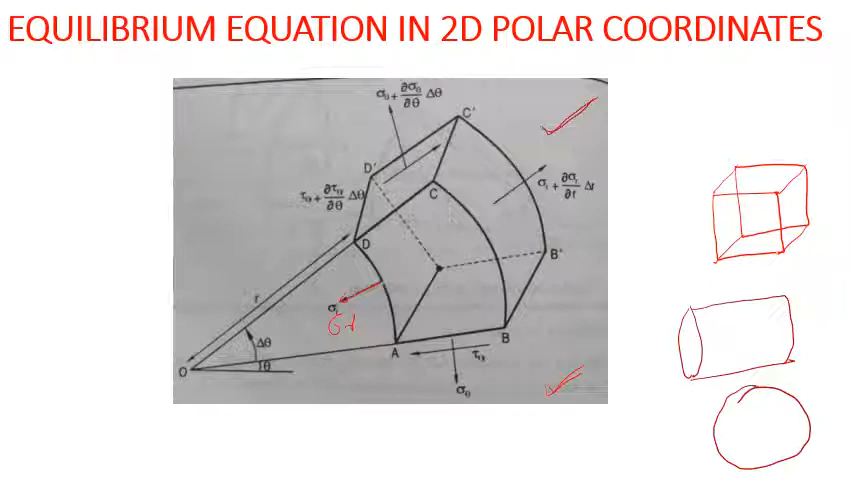 EQUILIBRIUM EQUATION IN 2D POLAR COORDINATES
σθ + ∂σθ/∂θ Δθ
C'
D'
τθr + ∂τθr/∂θ Δθ
C
σr + ∂σr/∂r Δr
D
B'
r
σr
σr
Δθ
θ
O
A
B
τθr
σθ